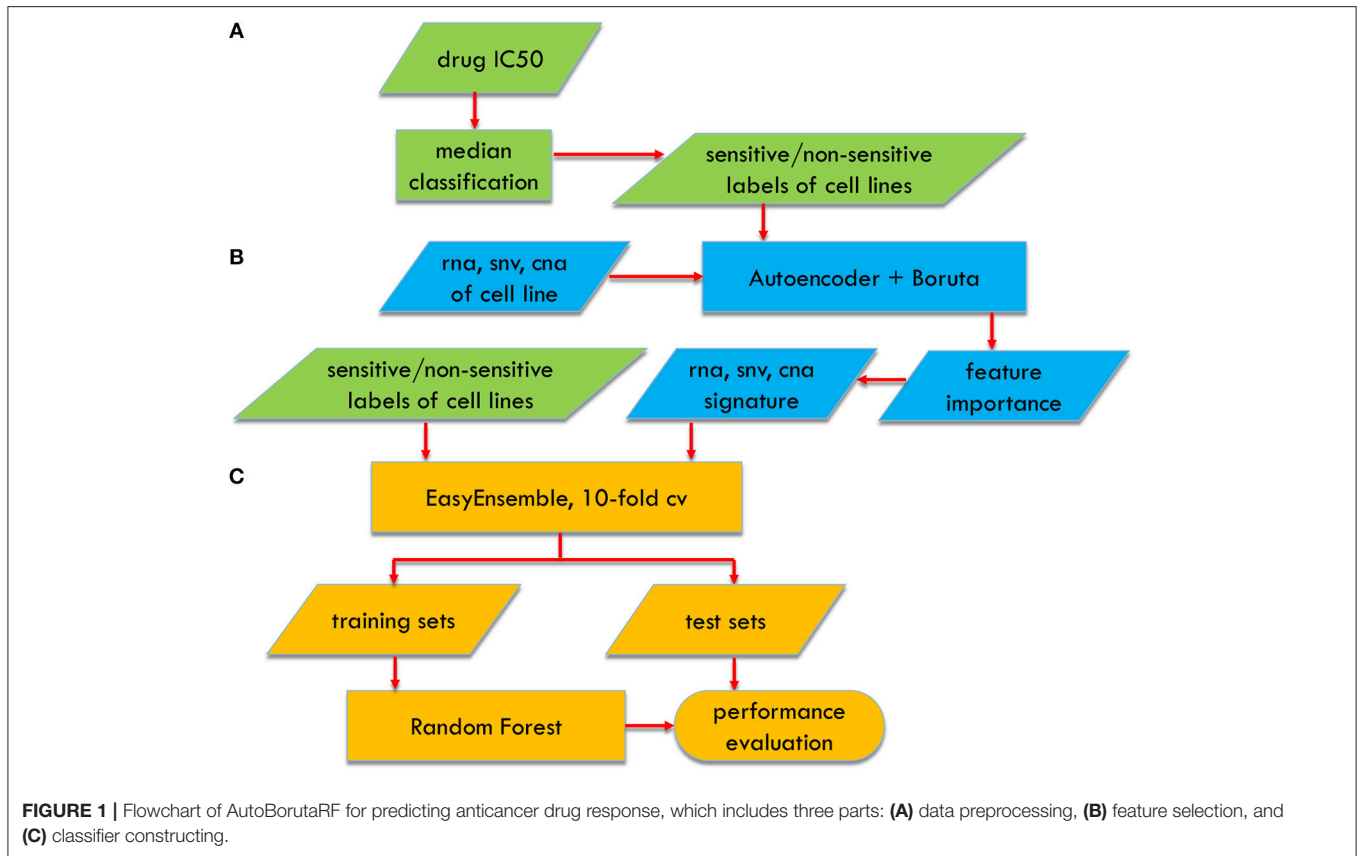 A
drug IC50
median
classification
sensitive/non-sensitive
labels of cell lines
B
rna, snv, cna
of cell line
Autoencoder + Boruta
sensitive/non-sensitive
labels of cell lines
rna, snv, cna
signature
feature
importance
C
EasyEnsemble, 10-fold cv
training sets
test sets
Random Forest
performance
evaluation
FIGURE 1 | Flowchart of AutoBorutaRF for predicting anticancer drug response, which includes three parts: (A) data preprocessing, (B) feature selection, and
(C) classifier constructing.